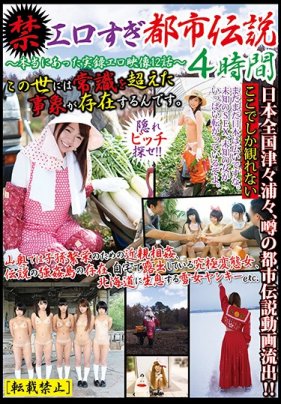 禁
エロすぎ都市伝説
～本当にあった実録エロ映像12話～
4時間
この世には常識を超えた
事象が存在するんです。
日本全国津々浦々、噂の都市伝説動画流出!!
ここでしか観れない
隠れ
ビッチ
探せ!!
山奥では子孫繁栄のための近親相姦
伝説の強姦島の存在
北海道に生息する雪女ヤンキーetc.
[転載禁止]